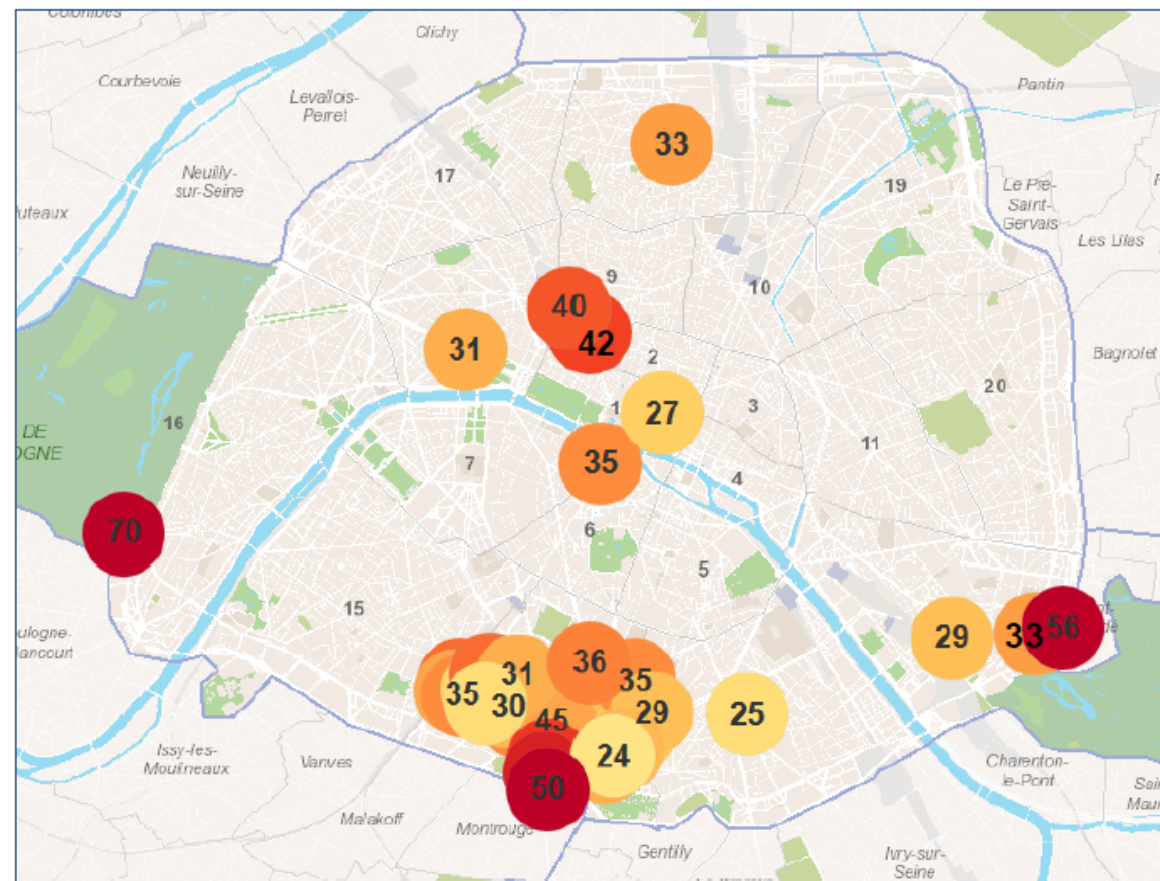 Colombes
Clichy
Courbevoie
Levallois-
Perret
Pantin
33
17
19
Neuilly-
sur-Seine
Le Pré-
Saint-
Gervais
Les Lilas
9
10
40
42
31
2
Bagnolet
20
27
1
3
16
DE
OGNE
11
35
7
4
70
6
5
15
29
33
56
36
31
35
35
30
45
29
25
24
50
Issy-les-
Moulineaux
Vanves
Malakoff
Montrouge
Gentilly
Charenton-
le-Pont
Ivry-sur-
Seine